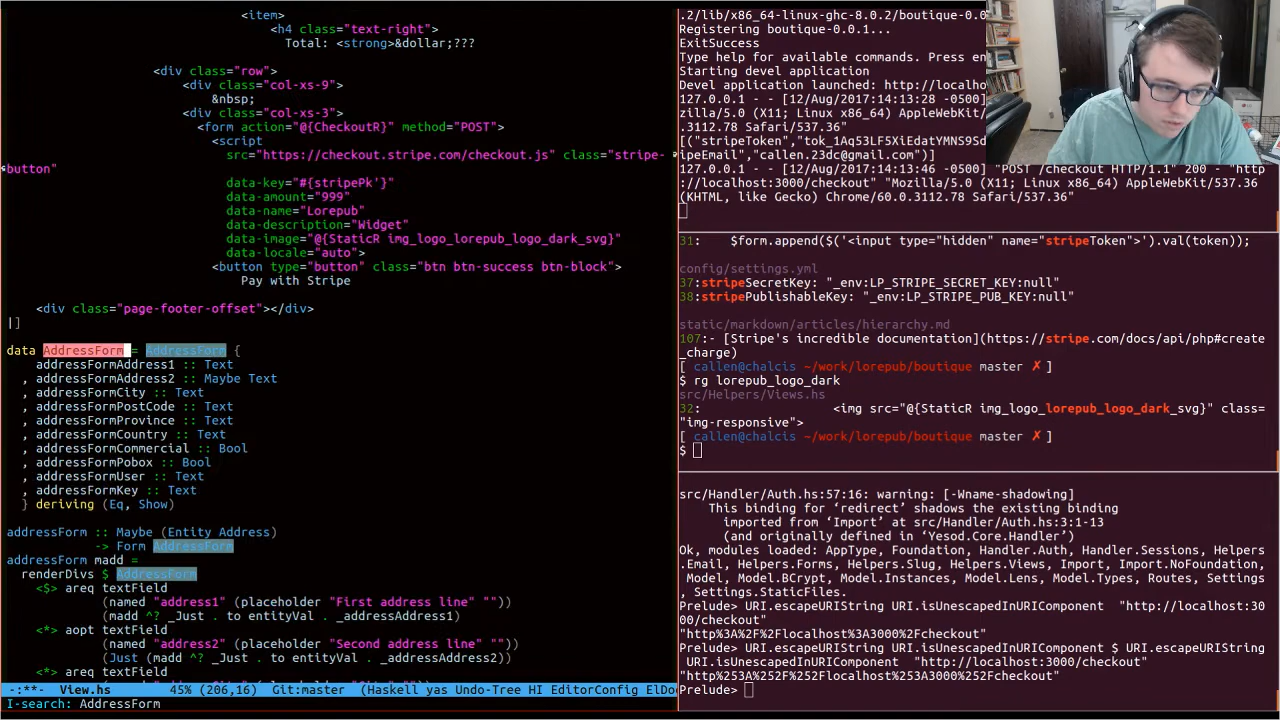 <item>
<h4 class="text-right">
Total: <strong>&dollar;???
<div class="row">
<div class="col-xs-9">
&nbsp;
<div class="col-xs-3">
<form action="@{CheckoutR}" method="POST">
<script
src="https://checkout.stripe.com/checkout.js" class="stripe-
button"
data-key="#{stripePk'}"
data-amount="999"
data-name="Lorepub"
data-description="Widget"
data-image="@{StaticR img_logo_lorepub_logo_dark_svg}"
data-locale="auto">
<button type="button" class="btn btn-success btn-block">
Pay with Stripe
<div class="page-footer-offset"></div>
|]
data AddressForm = AddressForm {
addressFormAddress1 :: Text
, addressFormAddress2 :: Maybe Text
, addressFormCity :: Text
, addressFormPostCode :: Text
, addressFormProvince :: Text
, addressFormCountry :: Text
, addressFormCommercial :: Bool
, addressFormPobox :: Bool
, addressFormUser :: Text
, addressFormKey :: Text
} deriving (Eq, Show)
addressForm :: Maybe (Entity Address)
-> Form AddressForm
addressForm madd =
renderDivs $ AddressForm
<$> areq textField
(named "address1" (placeholder "First address line" ""))
(madd ^? _Just . to entityVal . _addressAddress1)
<*> aopt textField
(named "address2" (placeholder "Second address line" ""))
(Just (madd ^? _Just . to entityVal . _addressAddress2))
<*> areq textField
-:**- View.hs 45% (206,16) Git:master (Haskell yas Undo-Tree HI EditorConfig ElDo
I-search: AddressForm
.2/lib/x86_64-linux-ghc-8.0.2/boutique-0.0
Registering boutique-0.0.1...
ExitSuccess
Type help for available commands. Press en
Starting devel application
Devel application launched: http://localho
127.0.0.1 - - [12/Aug/2017:14:13:28 -0500]
zilla/5.0 (X11; Linux x86_64) AppleWebKit/
.3112.78 Safari/537.36"
[("stripeToken","tok_1Aq53LF5XiEdatYMNS9Sd
ipeEmail","callen.23dc@gmail.com")]
127.0.0.1 - - [12/Aug/2017:14:13:46 -0500] "POST /checkout HTTP/1.1" 200 - "http
://localhost:3000/checkout" "Mozilla/5.0 (X11; Linux x86_64) AppleWebKit/537.36
(KHTML, like Gecko) Chrome/60.0.3112.78 Safari/537.36"
31: $form.append($('<input type="hidden" name="stripeToken">').val(token));
config/settings.yml
37:stripeSecretKey: "_env:LP_STRIPE_SECRET_KEY:null"
38:stripePublishableKey: "_env:LP_STRIPE_PUB_KEY:null"
static/markdown/articles/hierarchy.md
107:- [Stripe's incredible documentation](https://stripe.com/docs/api/php#create
_charge)
[ callen@chalcis ~/work/lorepub/boutique master ✗ ]
$ rg lorepub_logo_dark
src/Helpers/Views.hs
32: <img src="@{StaticR img_logo_lorepub_logo_dark_svg}" class=
"img-responsive">
[ callen@chalcis ~/work/lorepub/boutique master ✗ ]
$
src/Handler/Auth.hs:57:16: warning: [-Wname-shadowing]
This binding for ‘redirect’ shadows the existing binding
imported from ‘Import’ at src/Handler/Auth.hs:3:1-13
(and originally defined in ‘Yesod.Core.Handler’)
Ok, modules loaded: AppType, Foundation, Handler.Auth, Handler.Sessions, Helpers
.Email, Helpers.Forms, Helpers.Slug, Helpers.Views, Import, Import.NoFoundation,
Model, Model.BCrypt, Model.Instances, Model.Lens, Model.Types, Routes, Settings
, Settings.StaticFiles.
Prelude> URI.escapeURIString URI.isUnescapedInURIComponent "http://localhost:30
00/checkout"
"http%3A%2F%2Flocalhost%3A3000%2Fcheckout"
Prelude> URI.escapeURIString URI.isUnescapedInURIComponent $ URI.escapeURIString
URI.isUnescapedInURIComponent "http://localhost:3000/checkout"
"http%253A%252F%252Flocalhost%253A3000%252Fcheckout"
Prelude>